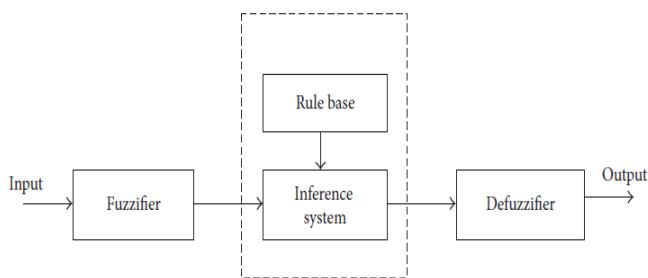 Rule base
Input
Fuzzifier
Inference
system
Defuzzifier
Output